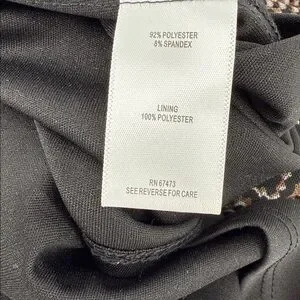 92% POLYESTER
8% SPANDEX
LINING
100% POLYESTER
RN 67473
SEE REVERSE FOR CARE